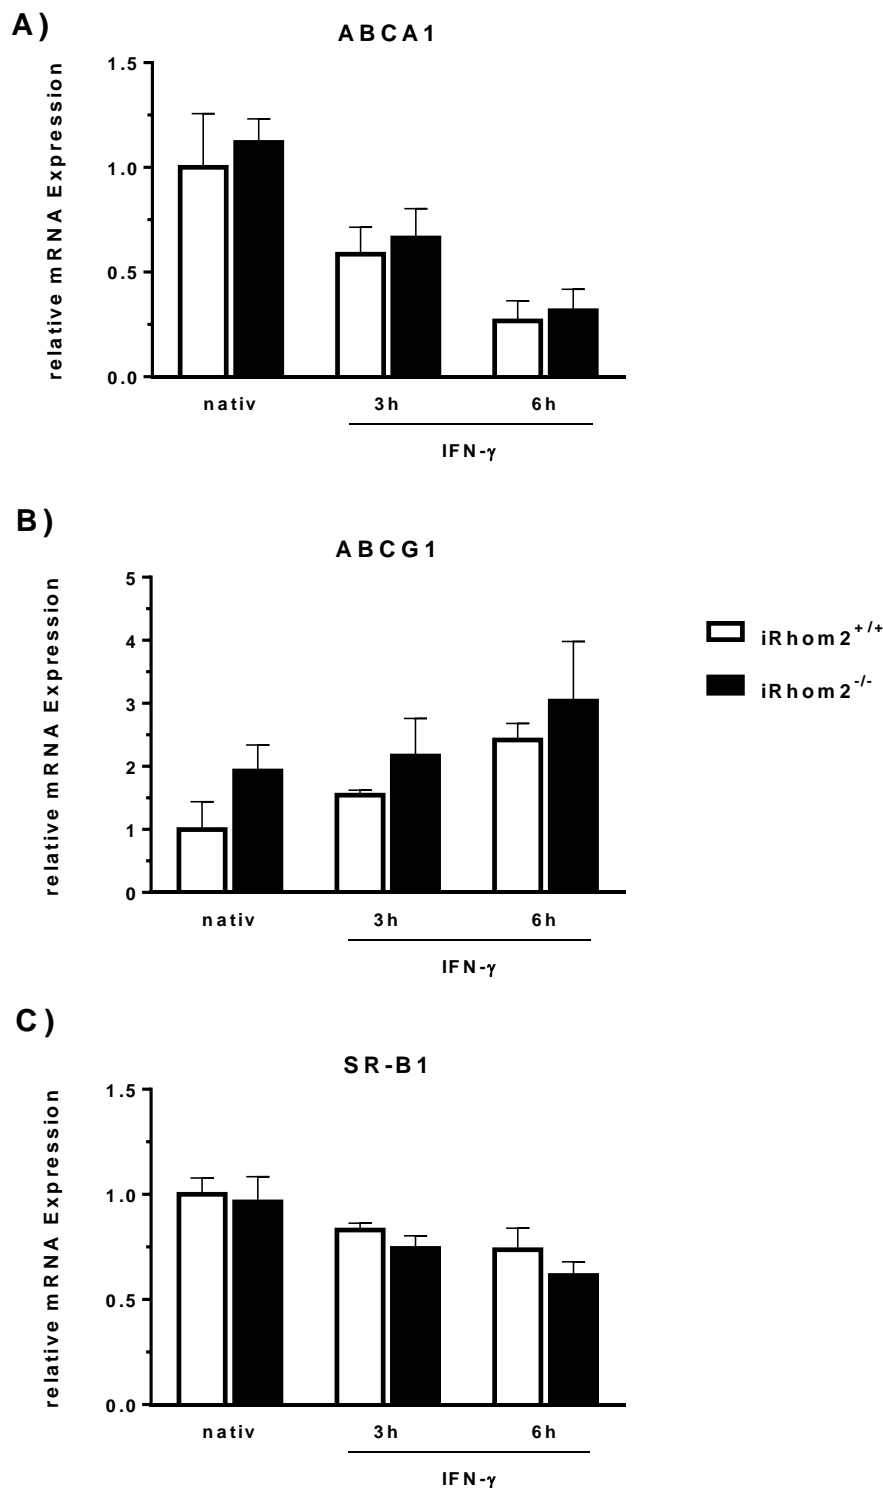 A)
ABCA1
relative mRNA Expression
1.5
1.0
0.5
0.0
nativ 3h 6h
IFN-γ
B)
ABCG1
relative mRNA Expression
5
4
3
2
1
0
nativ 3h 6h
IFN-γ
iRhom2+/+
iRhom2-/-
C)
SR-B1
relative mRNA Expression
1.5
1.0
0.5
0.0
nativ 3h 6h
IFN-γ